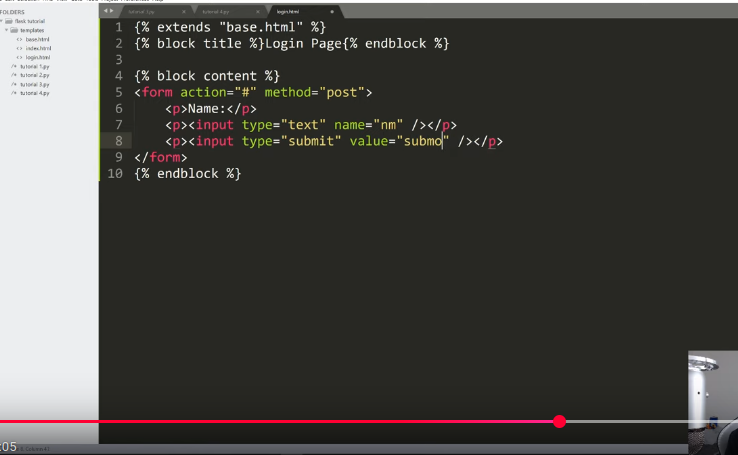 FOLDERS
flask tutorial
templates
base.html
index.html
login.html
tutorial 1.py
tutorial 2.py
tutorial 3.py
tutorial 4.py
tutorial 1.py
tutorial 4.py
login.html
1 {% extends "base.html" %}
2 {% block title %}Login Page{% endblock %}
3
4 {% block content %}
5 <form action="#" method="post">
6 <p>Name:</p>
7 <p><input type="text" name="nm" /></p>
8 <p><input type="submit" value="submo" /></p>
9 </form>
10 {% endblock %}
:05